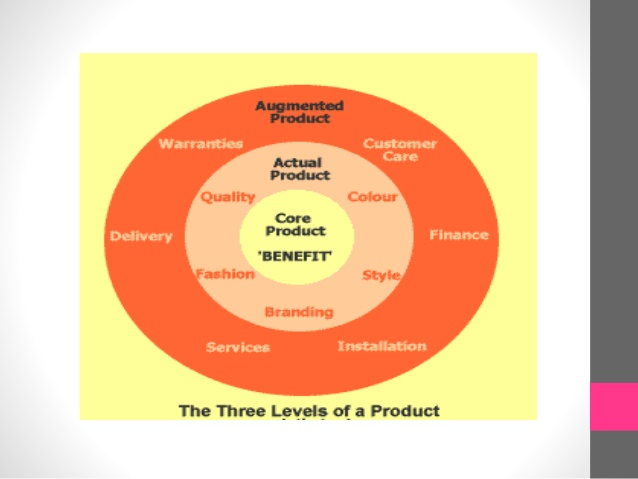 Augmented
Product
Warranties
Customer
Care
Actual
Product
Quality
Colour
Core
Product
Delivery
Finance
'BENEFIT'
Fashion
Style
Branding
Services
Installation
The Three Levels of a Product